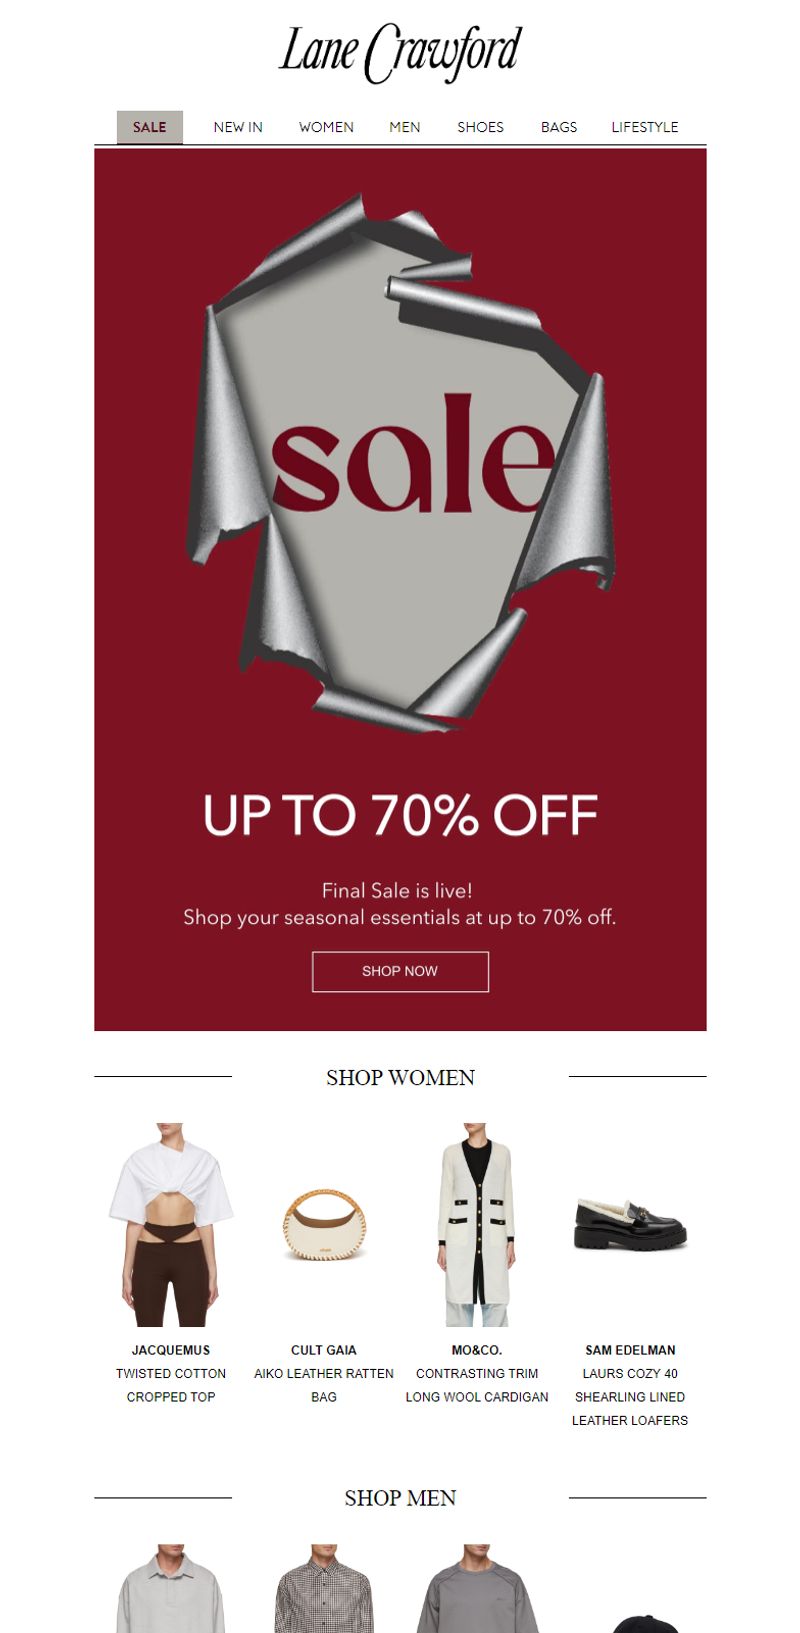 Lane Crawford
SALE NEW IN WOMEN MEN SHOES BAGS LIFESTYLE
sale
UP TO 70% OFF
Final Sale is live!
Shop your seasonal essentials at up to 70% off.
SHOP NOW
SHOP WOMEN
JACQUEMUS
TWISTED COTTON
CROPPED TOP
CULT GAIA
AIKO LEATHER RATTEN
BAG
MO&CO.
CONTRASTING TRIM
LONG WOOL CARDIGAN
SAM EDELMAN
LAURS COZY 40
SHEARLING LINED
LEATHER LOAFERS
SHOP MEN